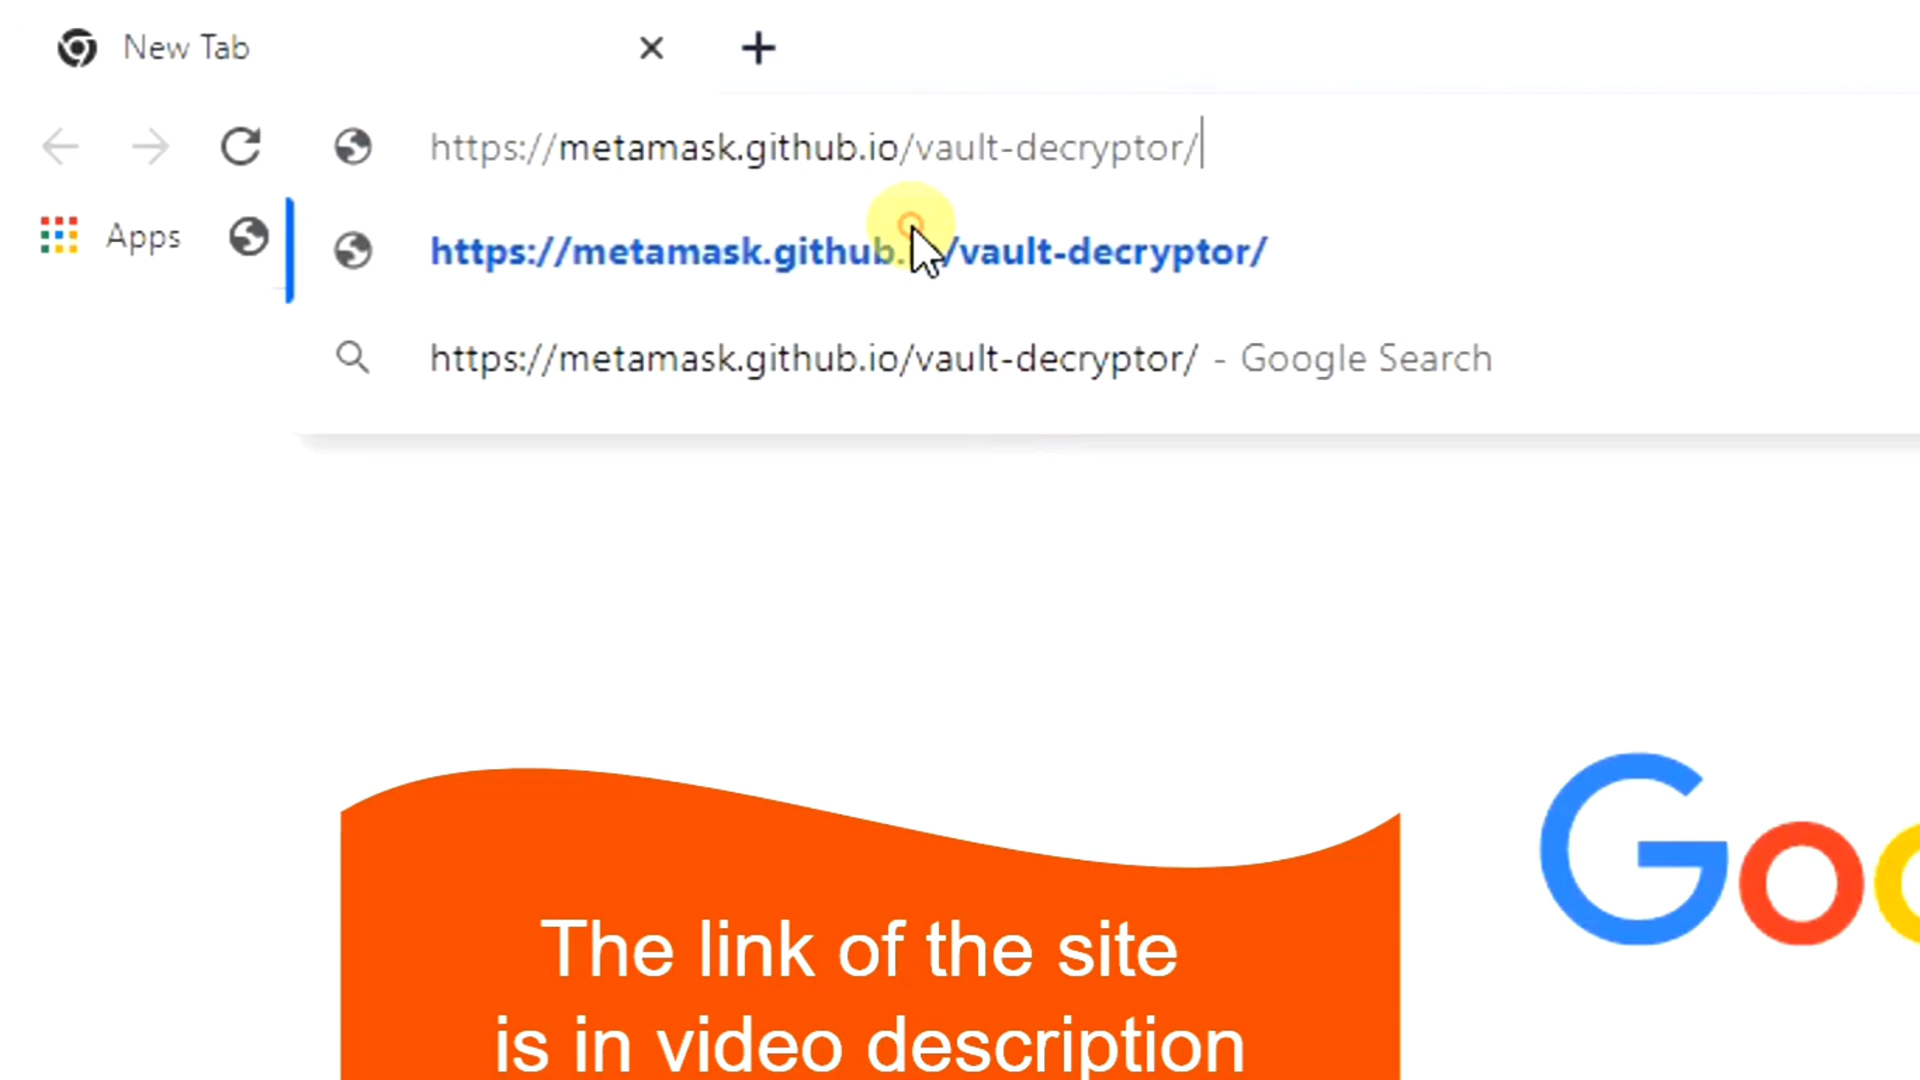 New Tab
https://metamask.github.io/vault-decryptor/
Apps
https://metamask.github. /vault-decryptor/
https://metamask.github.io/vault-decryptor/ - Google Search
The link of the site
is in video description